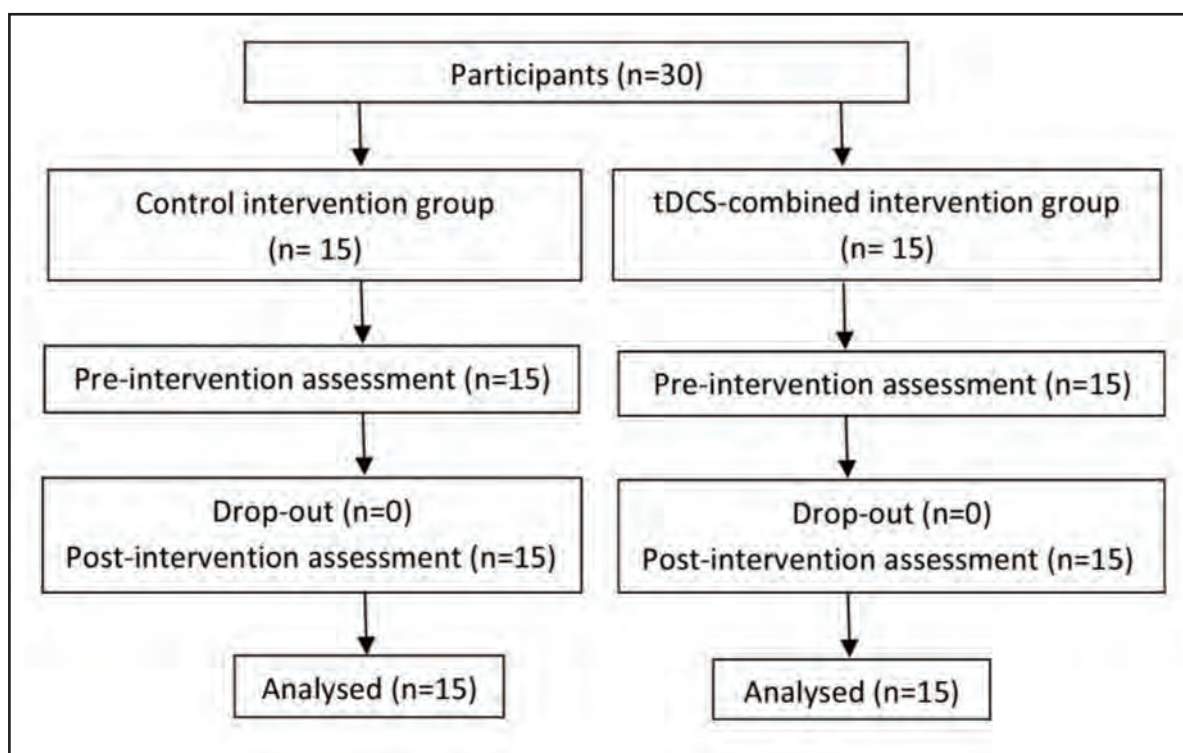 Participants (n=30)
Control intervention group
(n= 15)
tDCS-combined intervention group
(n= 15)
Pre-intervention assessment (n=15)
Pre-intervention assessment (n=15)
Drop-out (n=0)
Post-intervention assessment (n=15)
Drop-out (n=0)
Post-intervention assessment (n=15)
Analysed (n=15)
Analysed (n=15)